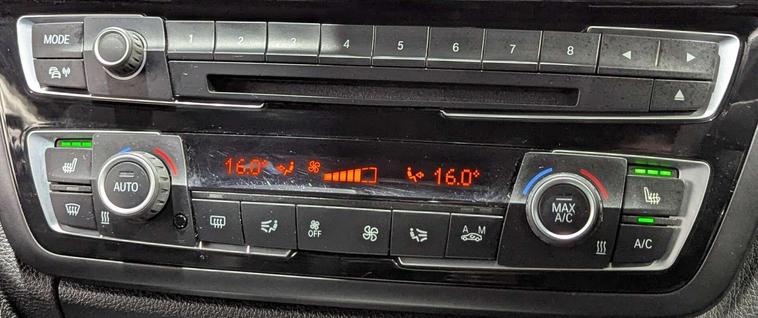 MODE 1 2 3 4 5 6 7 8
16.0° 16.0°
AUTO MAX
A/C
OFF A M A/C